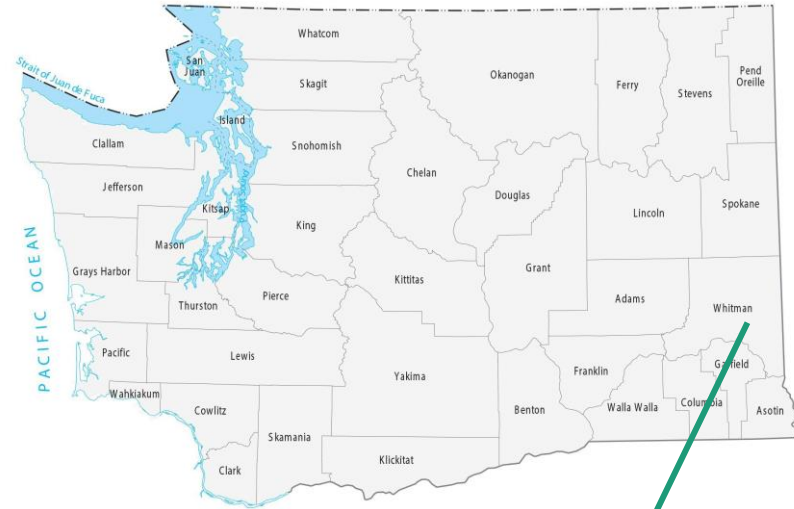 Whatcom
San
Juan
Strait of Juan de Fuca
Skagit
Okanogan
Ferry
Stevens
Pend
Oreille
Island
Clallam
Snohomish
Chelan
Jefferson
Douglas
Puget Sound
Kitsap
Lincoln
Spokane
King
Mason
Grays Harbor
Kittitas
Grant
Pierce
Thurston
Adams
Whitman
PACIFIC OCEAN
Pacific
Lewis
Garfield
Yakima
Franklin
Wahkiakum
Cowlitz
Benton
Walla Walla
Columbia
Asotin
Skamania
Klickitat
Clark